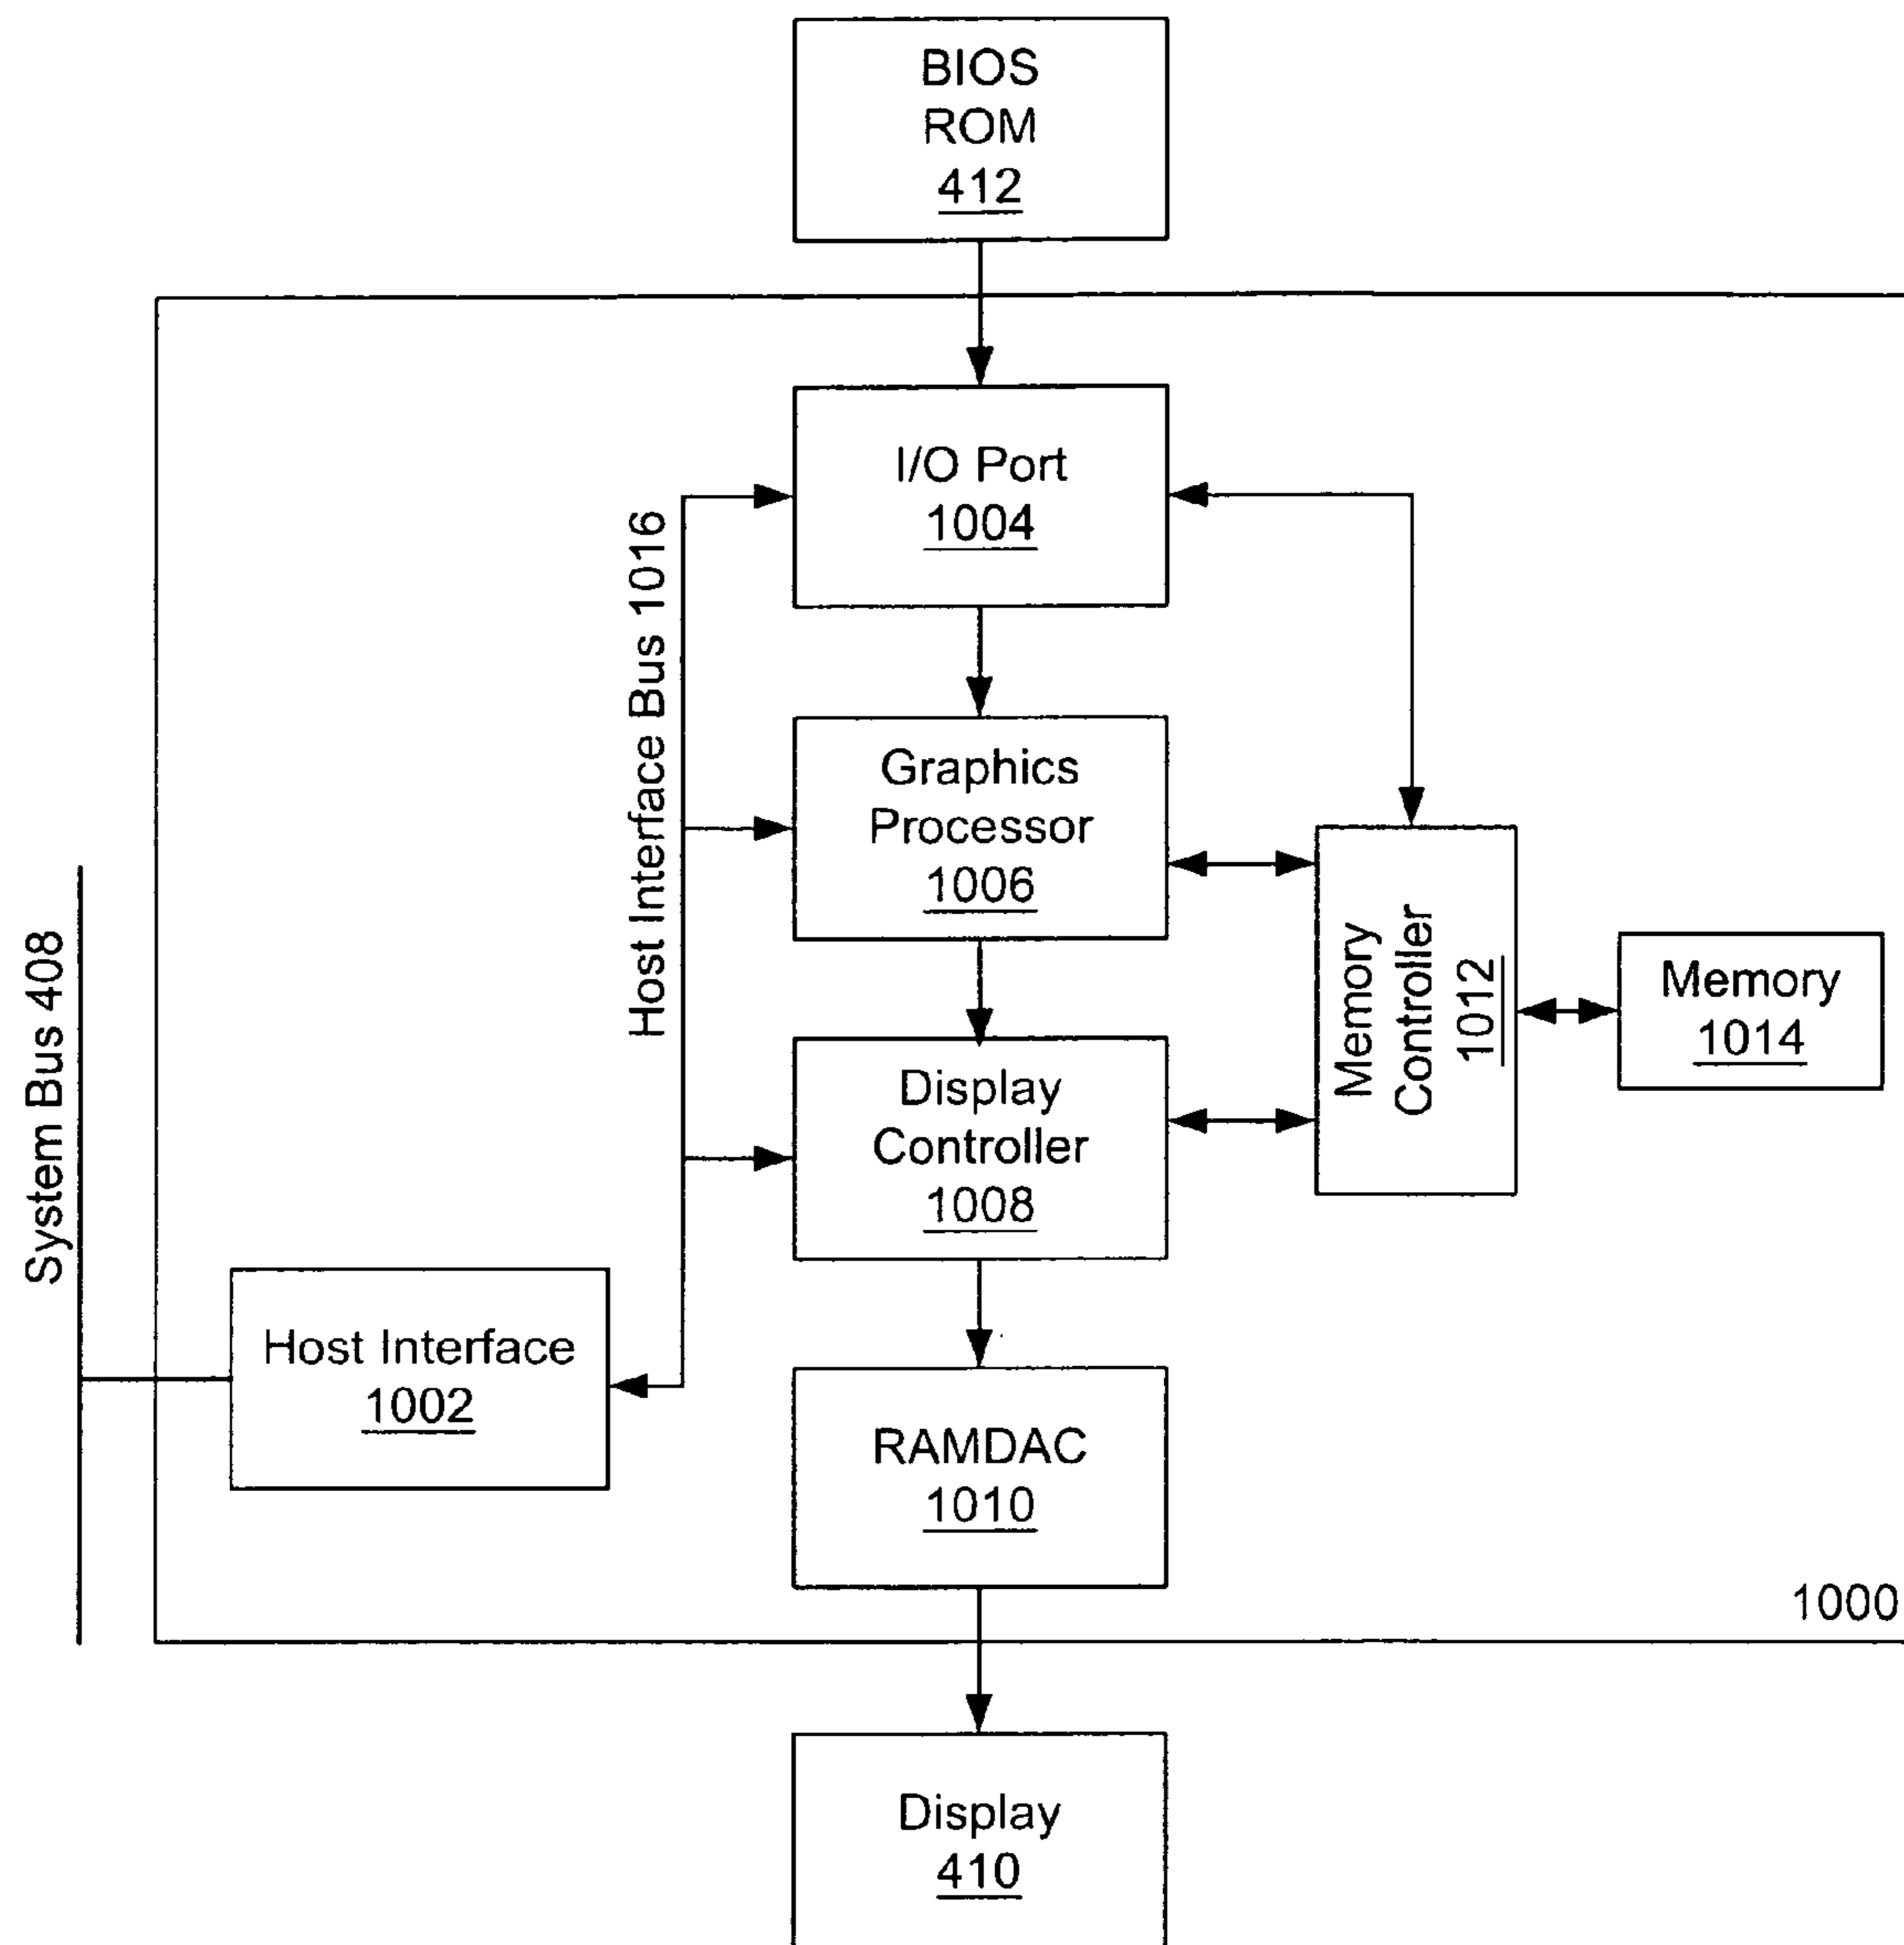 BIOS
ROM
412
I/O Port
1004
Host Interface Bus 1016
Graphics
Processor
1006
Memory
Controller
1012
Memory
1014
System Bus 408
Display
Controller
1008
Host Interface
1002
RAMDAC
1010
1000
Display
410